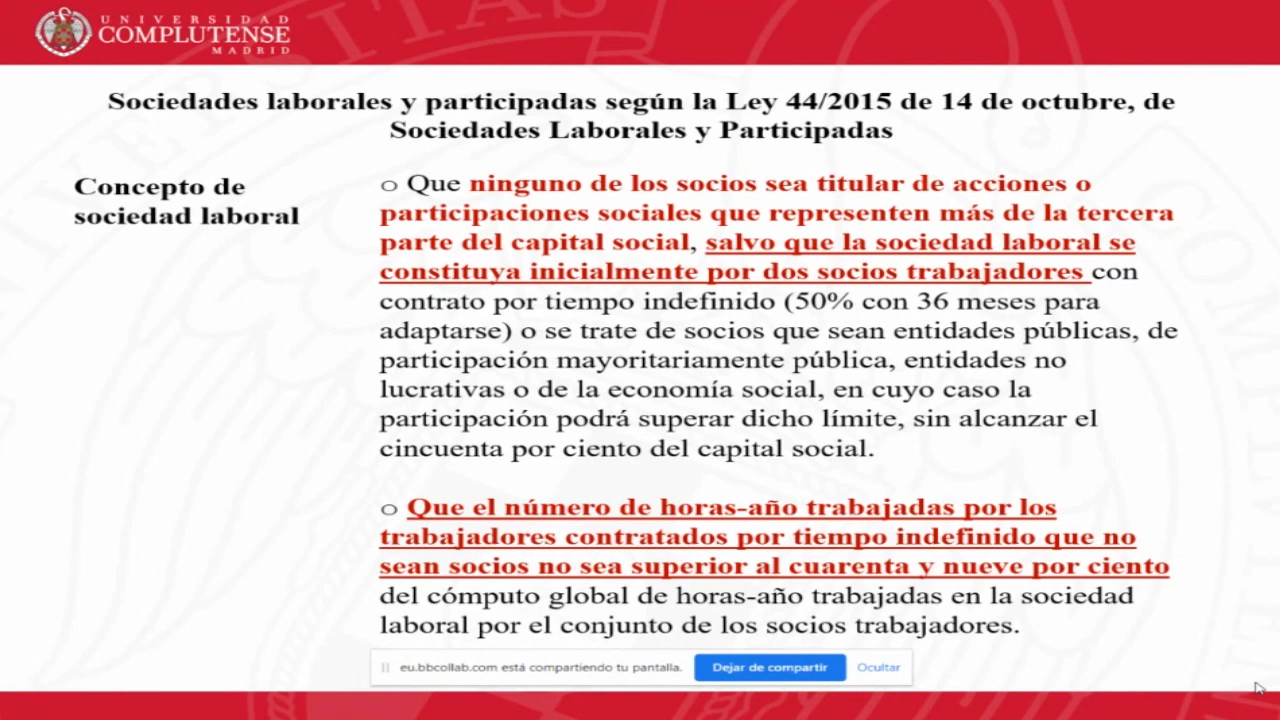 UNIVERSIDAD
COMPLUTENSE
MADRID
Sociedades laborales y participadas según la Ley 44/2015 de 14 de octubre, de
Sociedades Laborales y Participadas
Concepto de
sociedad laboral
o Que ninguno de los socios sea titular de acciones o
participaciones sociales que representen más de la tercera
parte del capital social, salvo que la sociedad laboral se
constituya inicialmente por dos socios trabajadores con
contrato por tiempo indefinido (50% con 36 meses para
adaptarse) o se trate de socios que sean entidades públicas, de
participación mayoritariamente pública, entidades no
lucrativas o de la economía social, en cuyo caso la
participación podrá superar dicho límite, sin alcanzar el
cincuenta por ciento del capital social.
o Que el número de horas-año trabajadas por los
trabajadores contratados por tiempo indefinido que no
sean socios no sea superior al cuarenta y nueve por ciento
del cómputo global de horas-año trabajadas en la sociedad
laboral por el conjunto de los socios trabajadores.
eu.bbcollab.com está compartiendo tu pantalla. Dejar de compartir Ocultar